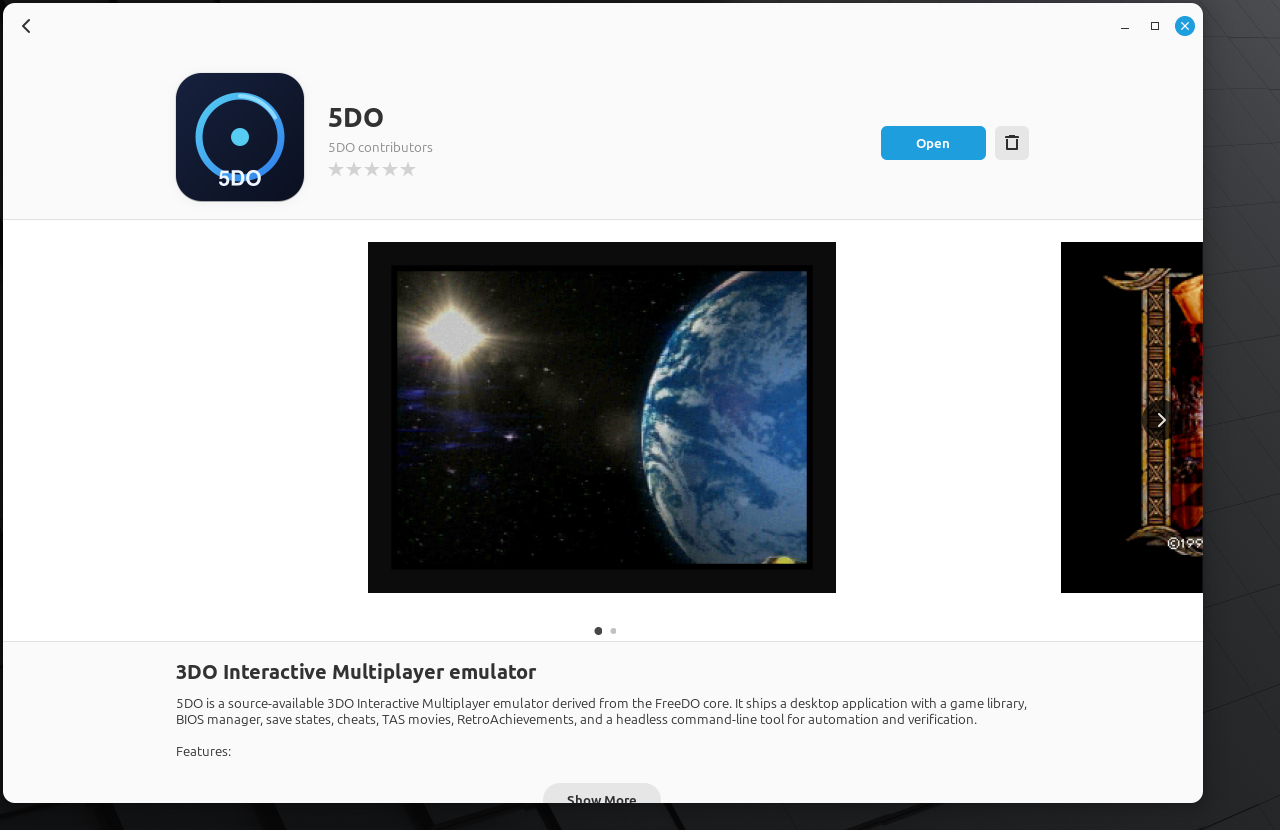 5DO
5DO
5DO contributors
Open
©199
3DO Interactive Multiplayer emulator
5DO is a source-available 3DO Interactive Multiplayer emulator derived from the FreeDO core. It ships a desktop application with a game library,
BIOS manager, save states, cheats, TAS movies, RetroAchievements, and a headless command-line tool for automation and verification.
Features:
Show More